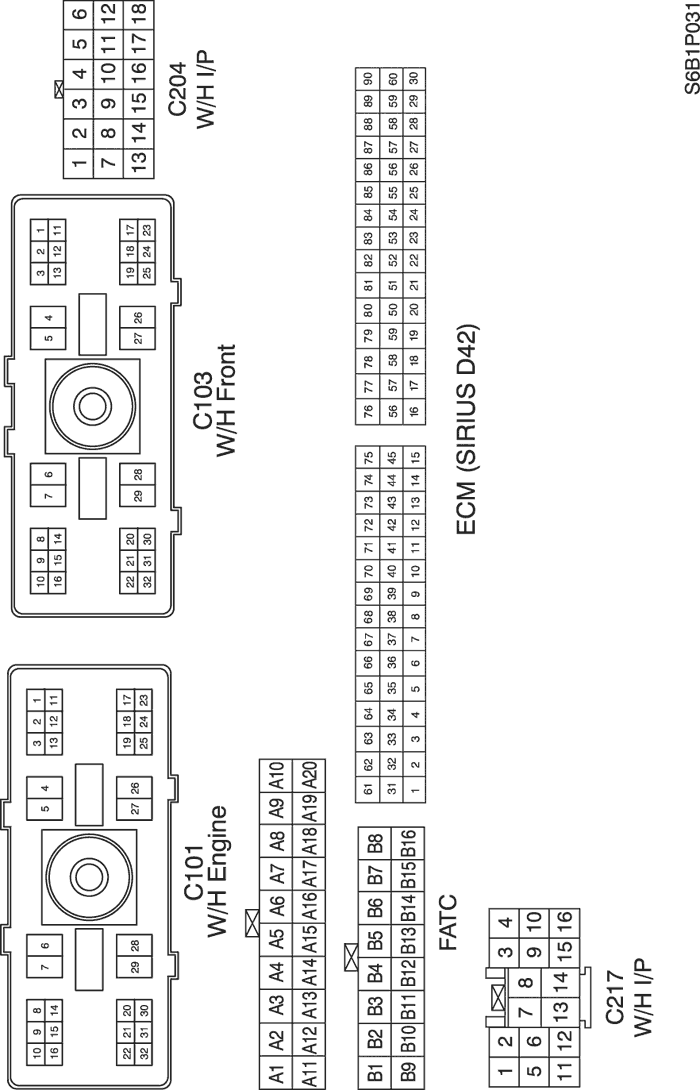 10 9 8 7 6 5 4 3 2 1
16 15 14 13 12 11
22 21 20 29 28 27 26 19 18 17
32 31 30 25 24 23
C101
W/H Engine
10 9 8 7 6 5 4 3 2 1
16 15 14 13 12 11
22 21 20 29 28 27 26 19 18 17
32 31 30 25 24 23
C103
W/H Front
1 2 3 4 5 6
7 8 9 10 11 12
13 14 15 16 17 18
C204
W/H I/P
A1 A2 A3 A4 A5 A6 A7 A8 A9 A10
A11 A12 A13 A14 A15 A16 A17 A18 A19 A20
B1 B2 B3 B4 B5 B6 B7 B8
B9 B10 B11 B12 B13 B14 B15 B16
FATC
61 62 63 64 65 66 67 68 69 70 71 72 73 74 75
31 32 33 34 35 36 37 38 39 40 41 42 43 44 45
1 2 3 4 5 6 7 8 9 10 11 12 13 14 15
76 77 78 79 80 81 82 83 84 85 86 87 88 89 90
56 57 58 59 50 51 52 53 54 55 56 57 58 59 60
16 17 18 19 20 21 22 23 24 25 26 27 28 29 30
ECM (SIRIUS D42)
1 2 3 4
5 6 7 8 9 10
11 12 13 14 15 16
C217
W/H I/P
S6B1P031